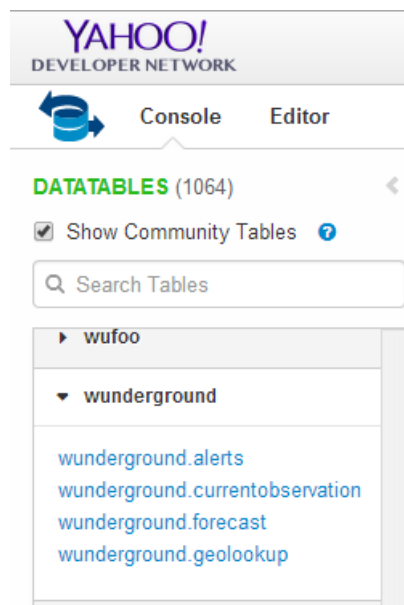 YAHOO!
DEVELOPER NETWORK
Console Editor
DATATABLES (1064)
Show Community Tables ?
Search Tables
wufoo
wunderground
wunderground.alerts
wunderground.currentobservation
wunderground.forecast
wunderground.geolookup